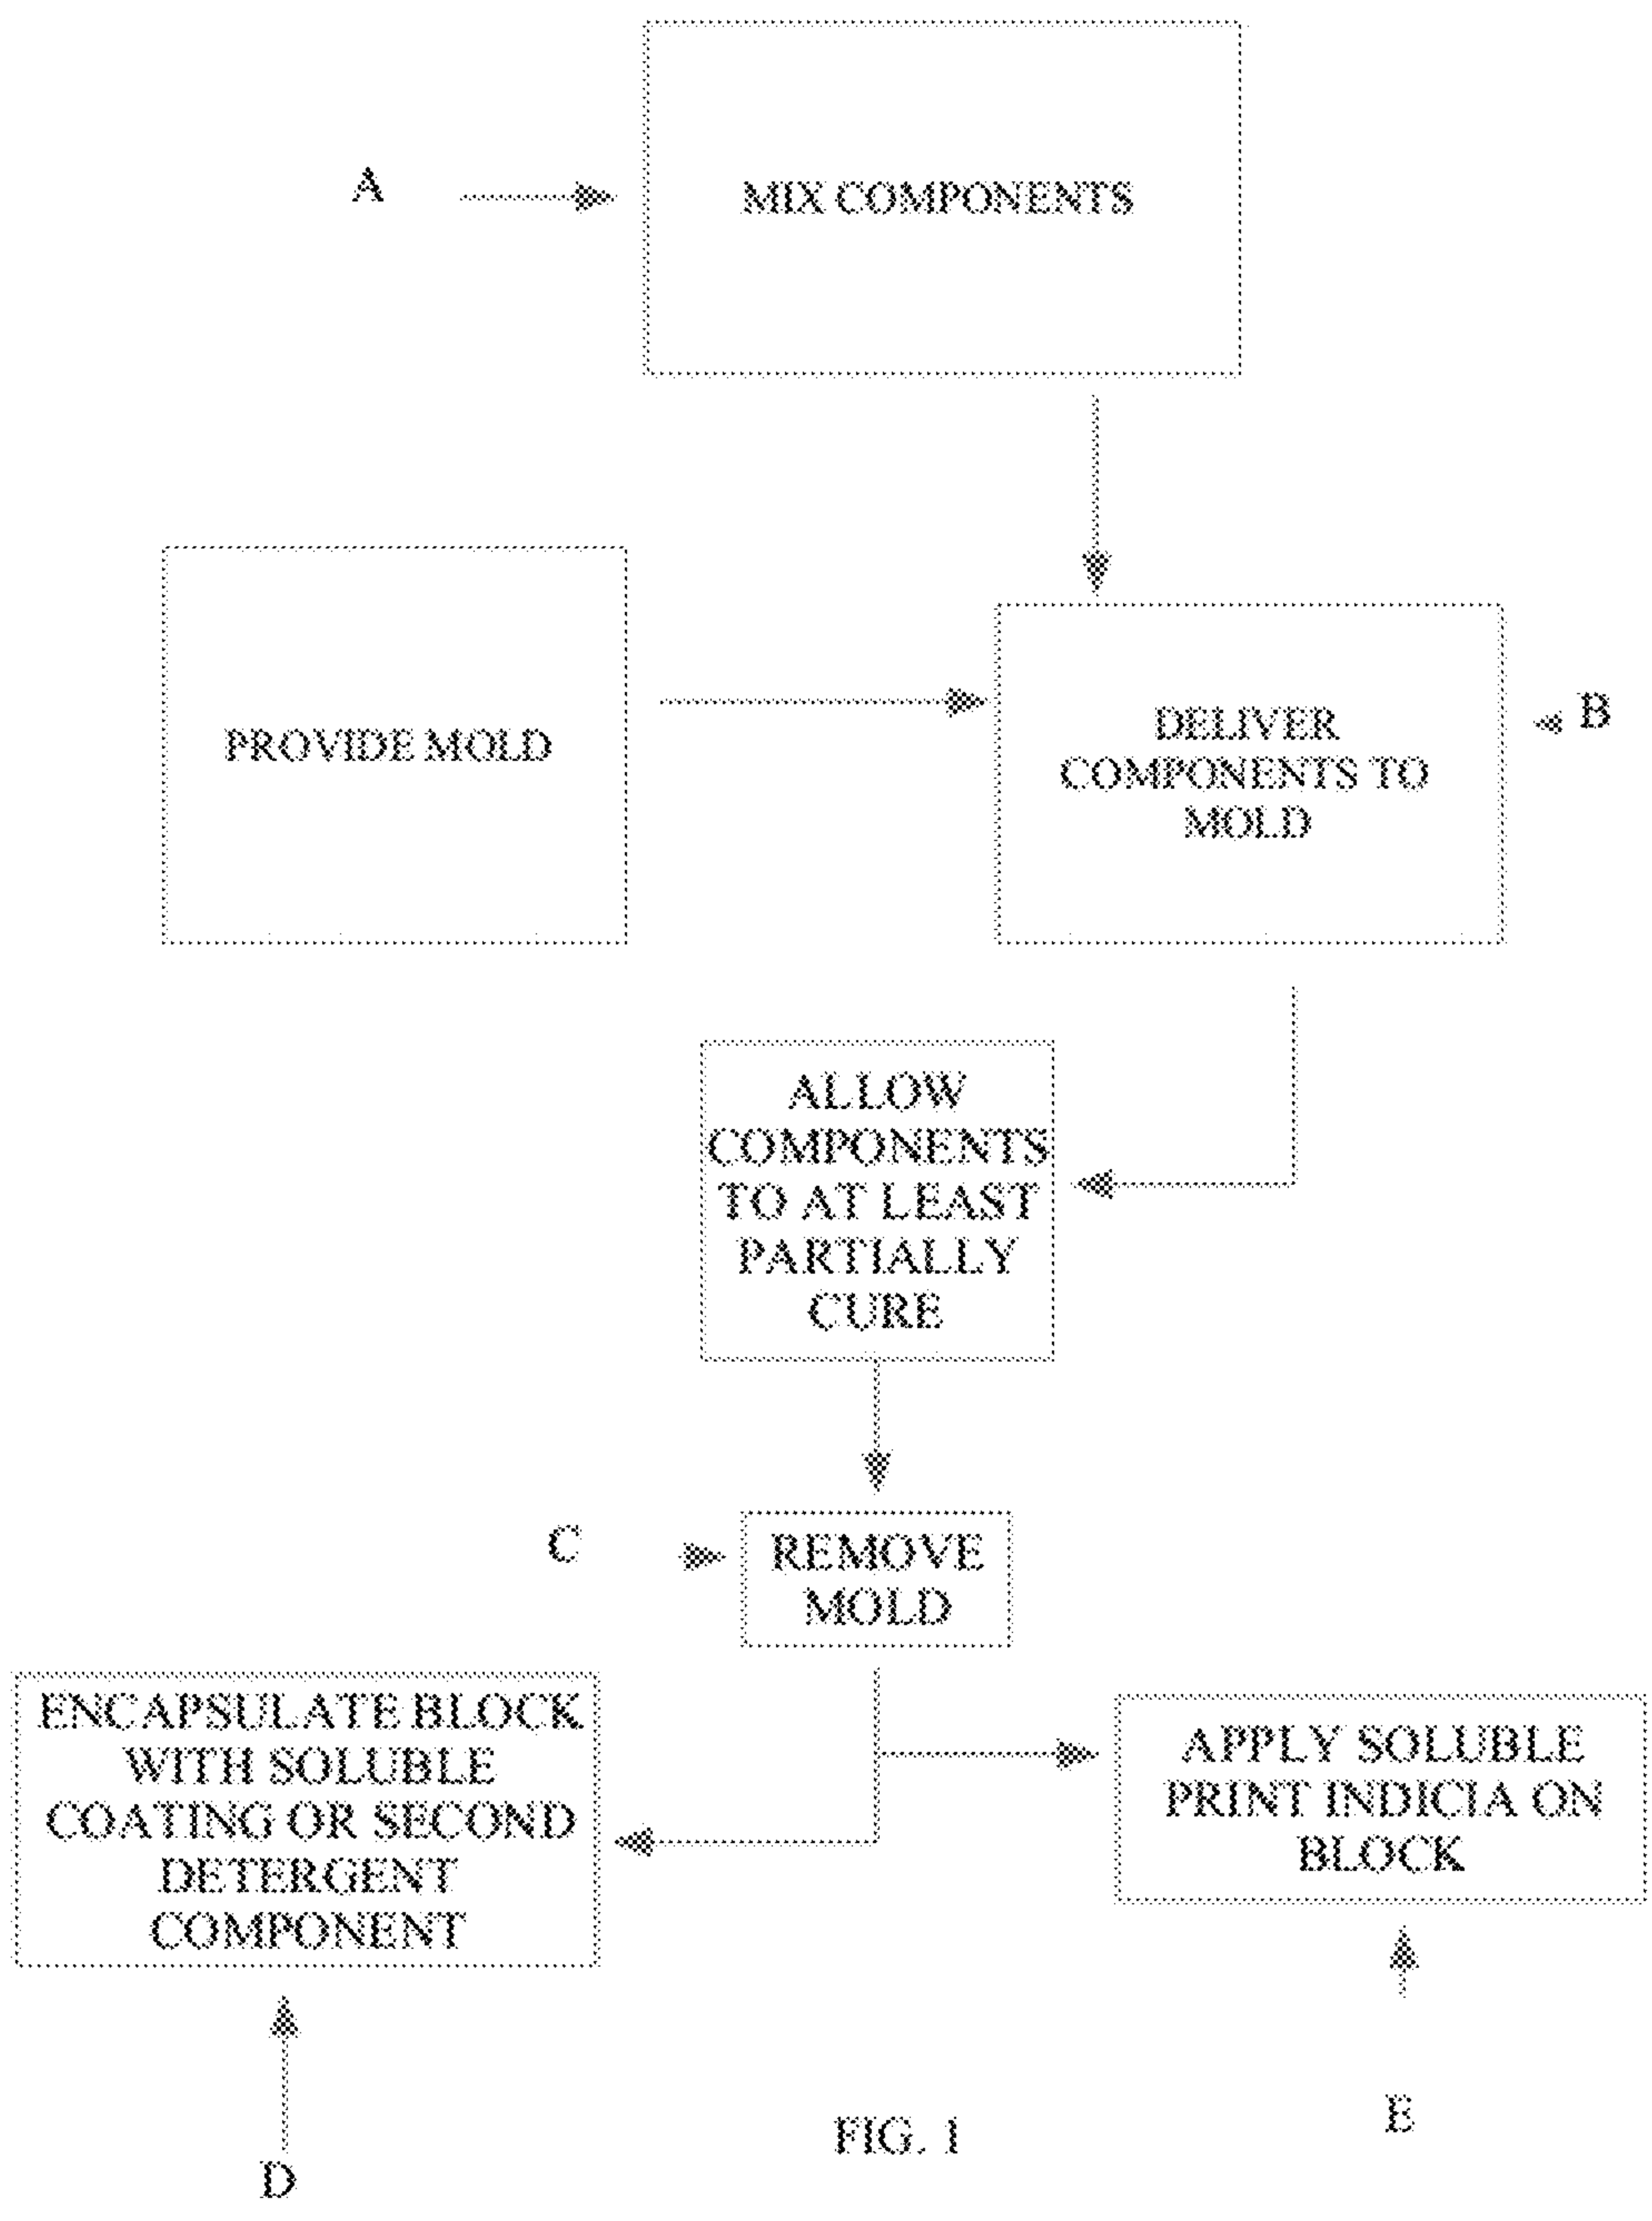 A
MIX COMPONENTS
PROVIDE MOLD
DELIVER
COMPONENTS TO
MOLD
B
ALLOW
COMPONENTS
TO AT LEAST
PARTIALLY
CURE
C
REMOVE
MOLD
ENCAPSULATE BLOCK
WITH SOLUBLE
COATING OR SECOND
DETERGENT
COMPONENT
APPLY SOLUBLE
PRINT INDICIA ON
BLOCK
D
E
FIG. 1